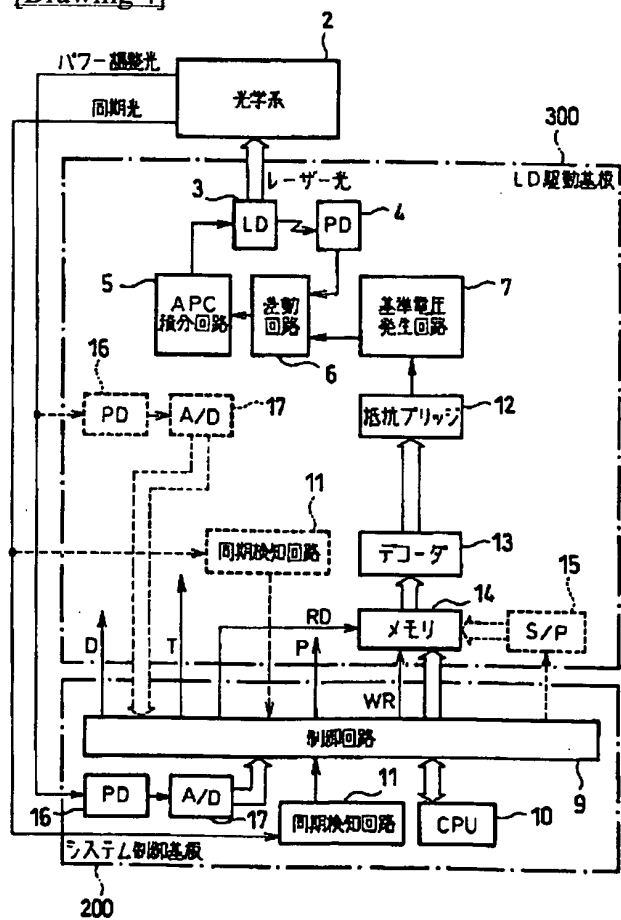 [Drawing 4]
2
パワー調整光
光学系
同期光
300
LD駆動基板
レーザー光
3
LD
PD
4
5
APC
積分回路
差動
回路
6
基準電圧
発生回路
7
16
PD
A/D
17
抵抗ブリッジ
12
11
同期検知回路
デコーダ
13
14
15
RD
メモリ
S/P
D
T
P
WR
制御回路
9
16
PD
A/D
17
11
同期検知回路
CPU
10
システム制御基板
200